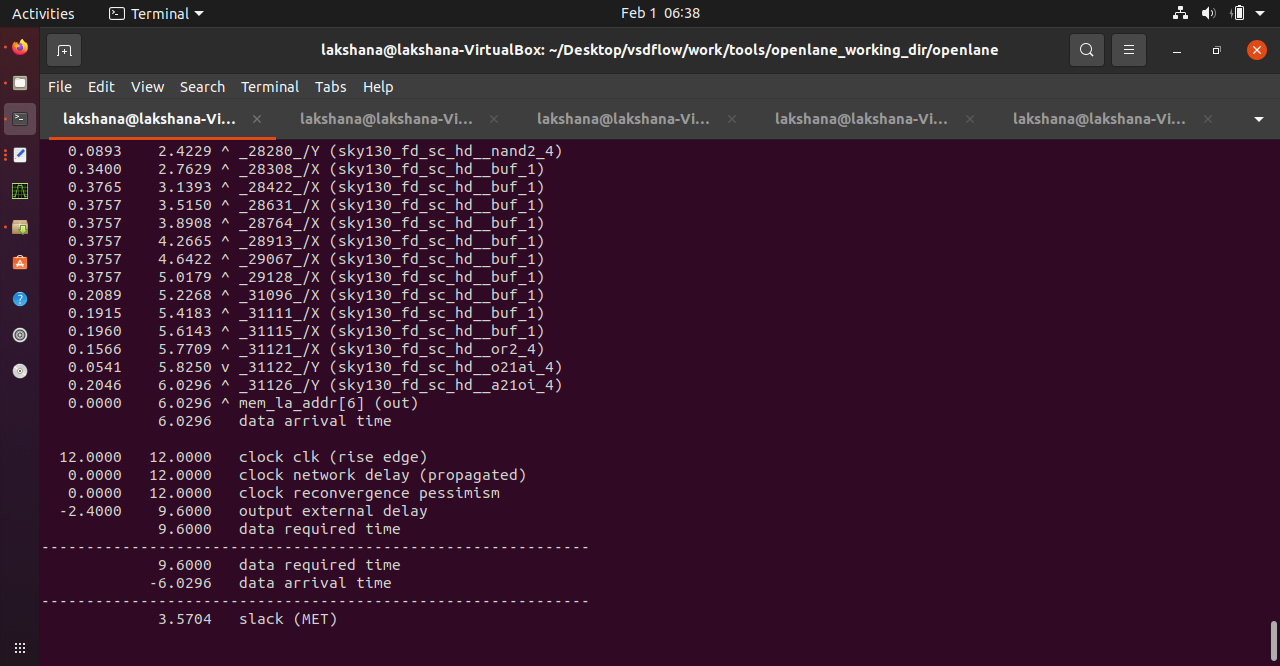 Activities Terminal Feb 1 06:38
lakshana@lakshana-VirtualBox: ~/Desktop/vsdflow/work/tools/openlane_working_dir/openlane
File Edit View Search Terminal Tabs Help
lakshana@lakshana-Vi... × lakshana@lakshana-Vi... × lakshana@lakshana-Vi... × lakshana@lakshana-Vi... × lakshana@lakshana-Vi... ×
0.0893 2.4229 ^ _28280_/Y (sky130_fd_sc_hd__nand2_4)
0.3400 2.7629 ^ _28308_/X (sky130_fd_sc_hd__buf_1)
0.3765 3.1393 ^ _28422_/X (sky130_fd_sc_hd__buf_1)
0.3757 3.5150 ^ _28631_/X (sky130_fd_sc_hd__buf_1)
0.3757 3.8908 ^ _28764_/X (sky130_fd_sc_hd__buf_1)
0.3757 4.2665 ^ _28913_/X (sky130_fd_sc_hd__buf_1)
0.3757 4.6422 ^ _29067_/X (sky130_fd_sc_hd__buf_1)
0.3757 5.0179 ^ _29128_/X (sky130_fd_sc_hd__buf_1)
0.2089 5.2268 ^ _31096_/X (sky130_fd_sc_hd__buf_1)
0.1915 5.4183 ^ _31111_/X (sky130_fd_sc_hd__buf_1)
0.1960 5.6143 ^ _31115_/X (sky130_fd_sc_hd__buf_1)
0.1566 5.7709 ^ _31121_/X (sky130_fd_sc_hd__or2_4)
0.0541 5.8250 v _31122_/Y (sky130_fd_sc_hd__o21ai_4)
0.2046 6.0296 ^ _31126_/Y (sky130_fd_sc_hd__a21oi_4)
0.0000 6.0296 ^ mem_la_addr[6] (out)
6.0296 data arrival time
12.0000 12.0000 clock clk (rise edge)
0.0000 12.0000 clock network delay (propagated)
0.0000 12.0000 clock reconvergence pessimism
-2.4000 9.6000 output external delay
9.6000 data required time
-------------------------------------------------------------
9.6000 data required time
-6.0296 data arrival time
-------------------------------------------------------------
3.5704 slack (MET)